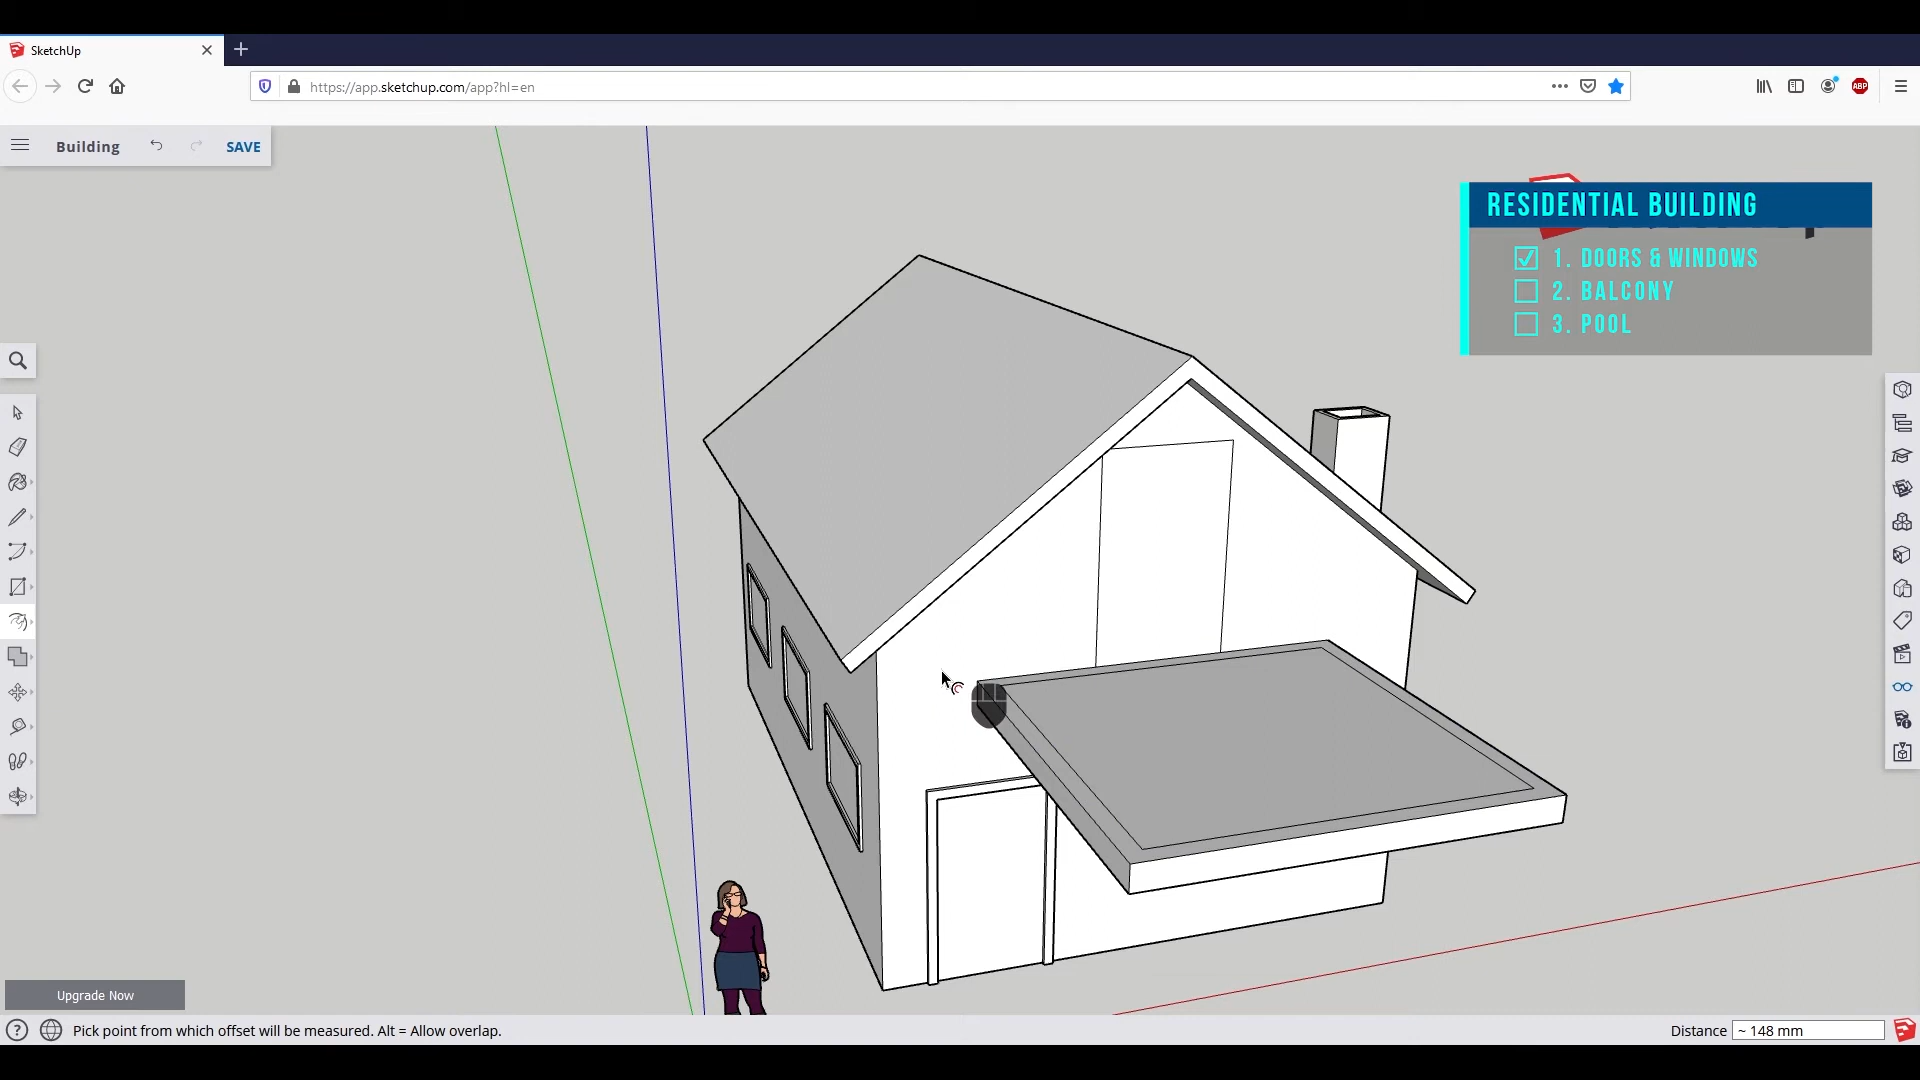 SketchUp
https://app.sketchup.com/app?hl=en
ABP
Building
SAVE
RESIDENTIAL BUILDING
1. DOORS & WINDOWS
2. BALCONY
3. POOL
Upgrade Now
Pick point from which offset will be measured. Alt = Allow overlap.
Distance ~ 148 mm